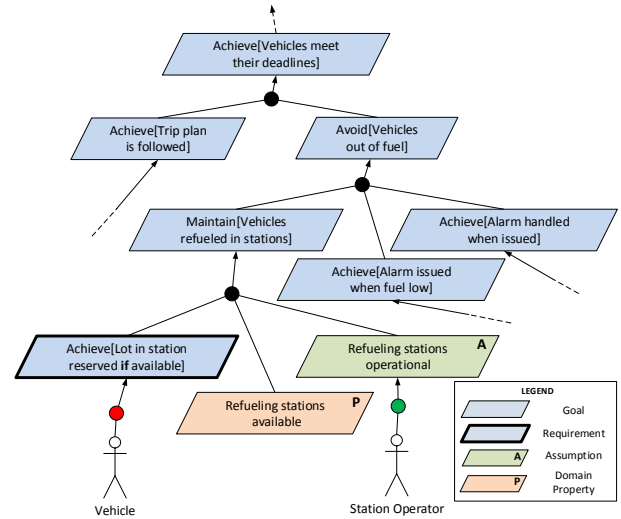 Achieve[Vehicles meet
their deadlines]
Achieve[Trip plan
is followed]
Avoid[Vehicles
out of fuel]
Maintain[Vehicles
refueled in stations]
Achieve[Alarm handled
when issued]
Achieve[Alarm issued
when fuel low]
Achieve[Lot in station
reserved if available]
Refueling stations
operational
A
Refueling stations
available
P
Vehicle
Station Operator
LEGEND
Goal
Requirement
A
Assumption
P
Domain
Property